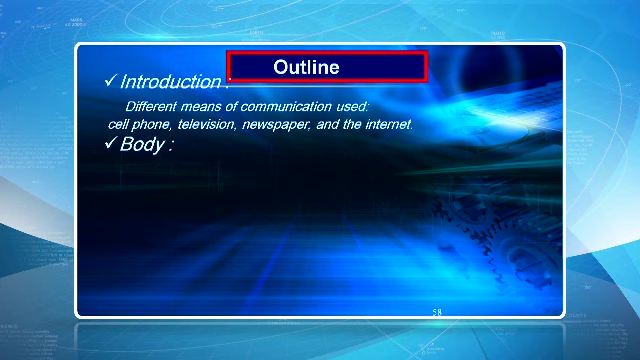 Outline
✓ Introduction :
Different means of communication used:
cell phone, television, newspaper, and the internet.
✓ Body :
58